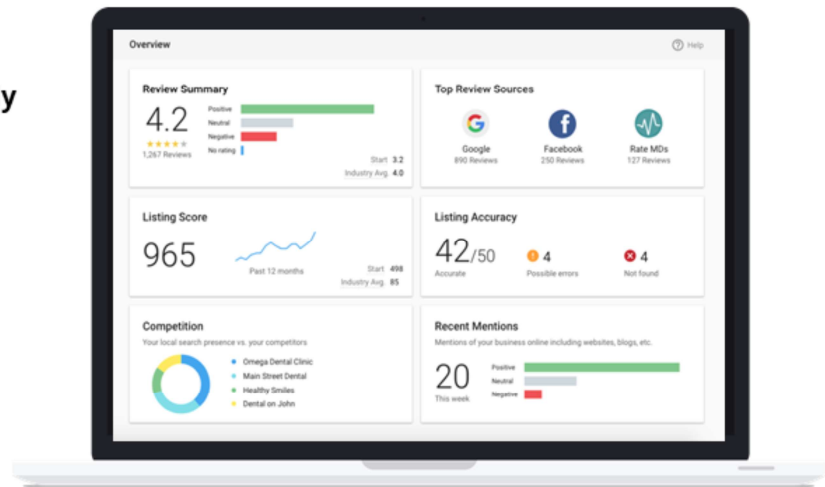 y
Overview
Help
Review Summary
4.2
1,267 Reviews
Positive
Neutral
Negative
No rating
Start 3.2
Industry Avg. 4.0
Top Review Sources
Google
890 Reviews
Facebook
250 Reviews
Rate MDs
127 Reviews
Listing Score
965
Past 12 months
Start 498
Industry Avg. 85
Listing Accuracy
42/50
Accurate
4
Possible errors
4
Not found
Competition
Your local search presence vs. your competitors
Omega Dental Clinic
Main Street Dental
Healthy Smiles
Dental on John
Recent Mentions
Mentions of your business online including websites, blogs, etc.
20
This week
Positive
Neutral
Negative